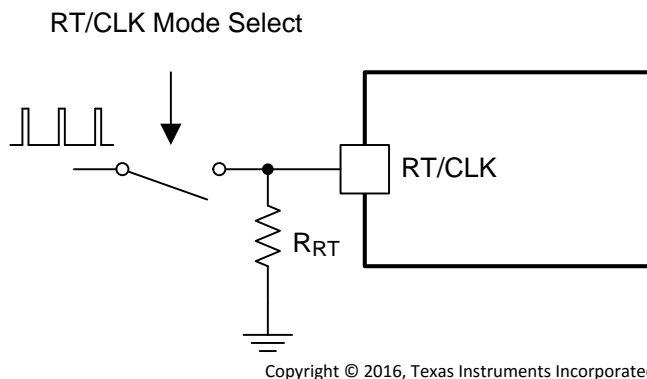 RT/CLK Mode Select
RT/CLK
RRT
Copyright © 2016, Texas Instruments Incorporated